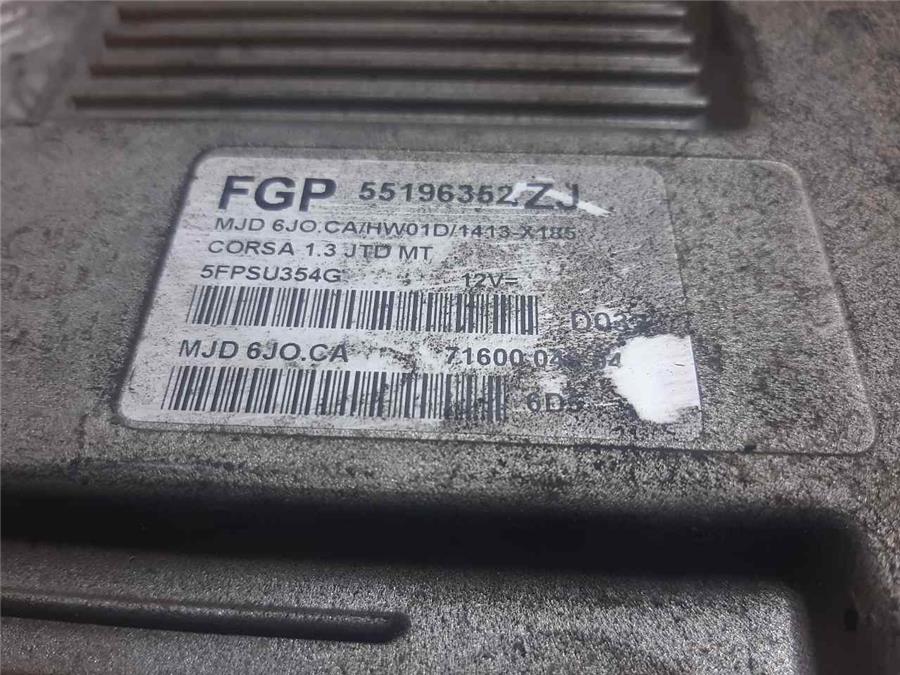 FGP 55196352 ZJ
MJD 6JO.CA/HW01D/1413-X185
CORSA 1.3 JTD MT
5FPSU354G 12V=
MJD 6JO.CA